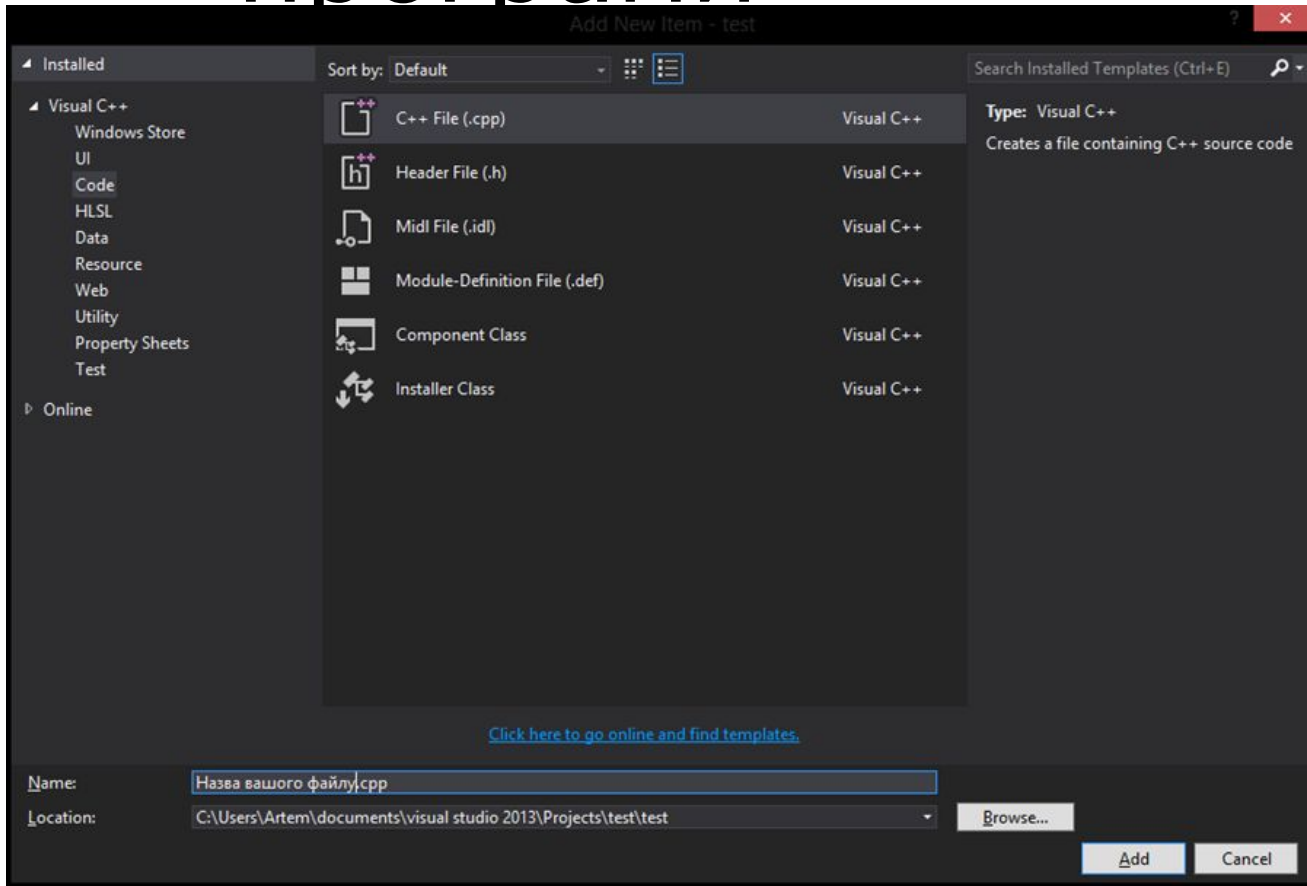 Add New Item - test
?
Installed
Sort by: Default
Search Installed Templates (Ctrl+E)
Visual C++
Windows Store
UI
Code
HLSL
Data
Resource
Web
Utility
Property Sheets
Test
Online
C++ File (.cpp) Visual C++
Header File (.h) Visual C++
Midl File (.idl) Visual C++
Module-Definition File (.def) Visual C++
Component Class Visual C++
Installer Class Visual C++
Type: Visual C++
Creates a file containing C++ source code
Click here to go online and find templates.
Name: Назва вашого файлу.cpp
Location: C:\Users\Artem\documents\visual studio 2013\Projects\test\test
Browse...
Add Cancel